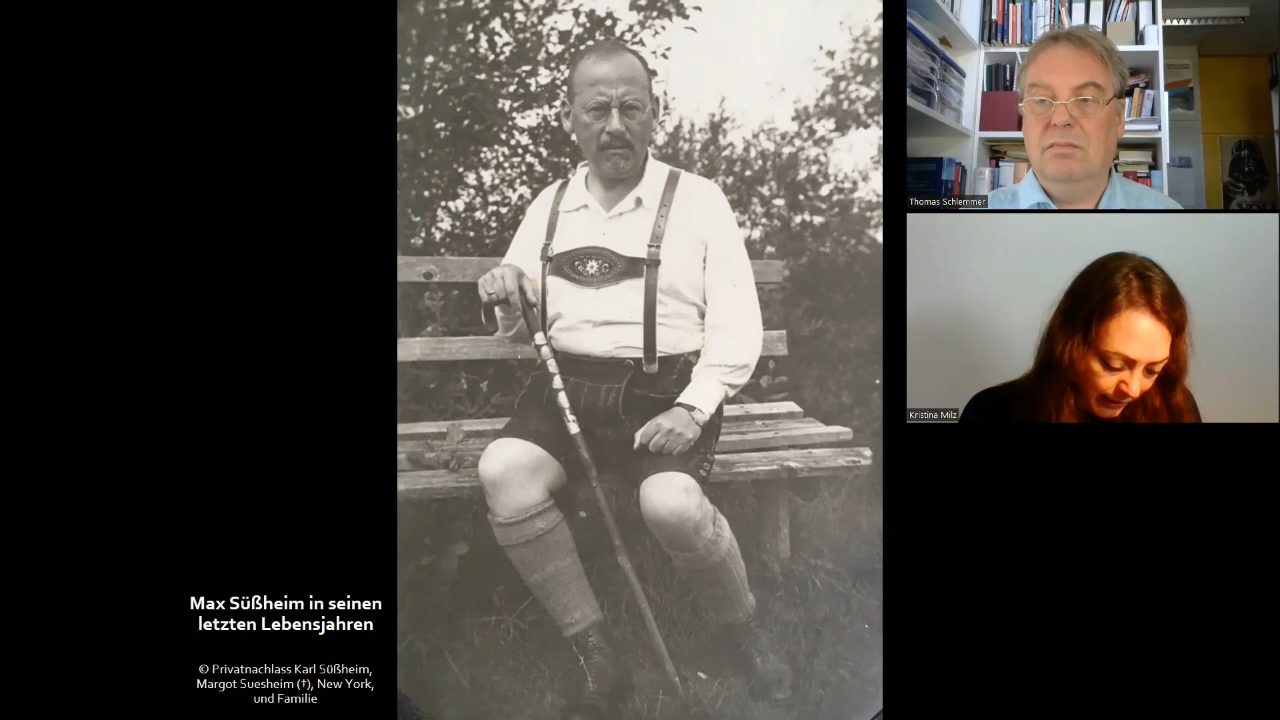 Max Süßheim in seinen
letzten Lebensjahren
© Privatnachlass Karl Süßheim,
Margot Suesheim (†), New York,
und Familie
Thomas Schlemmer
Kristina Milz